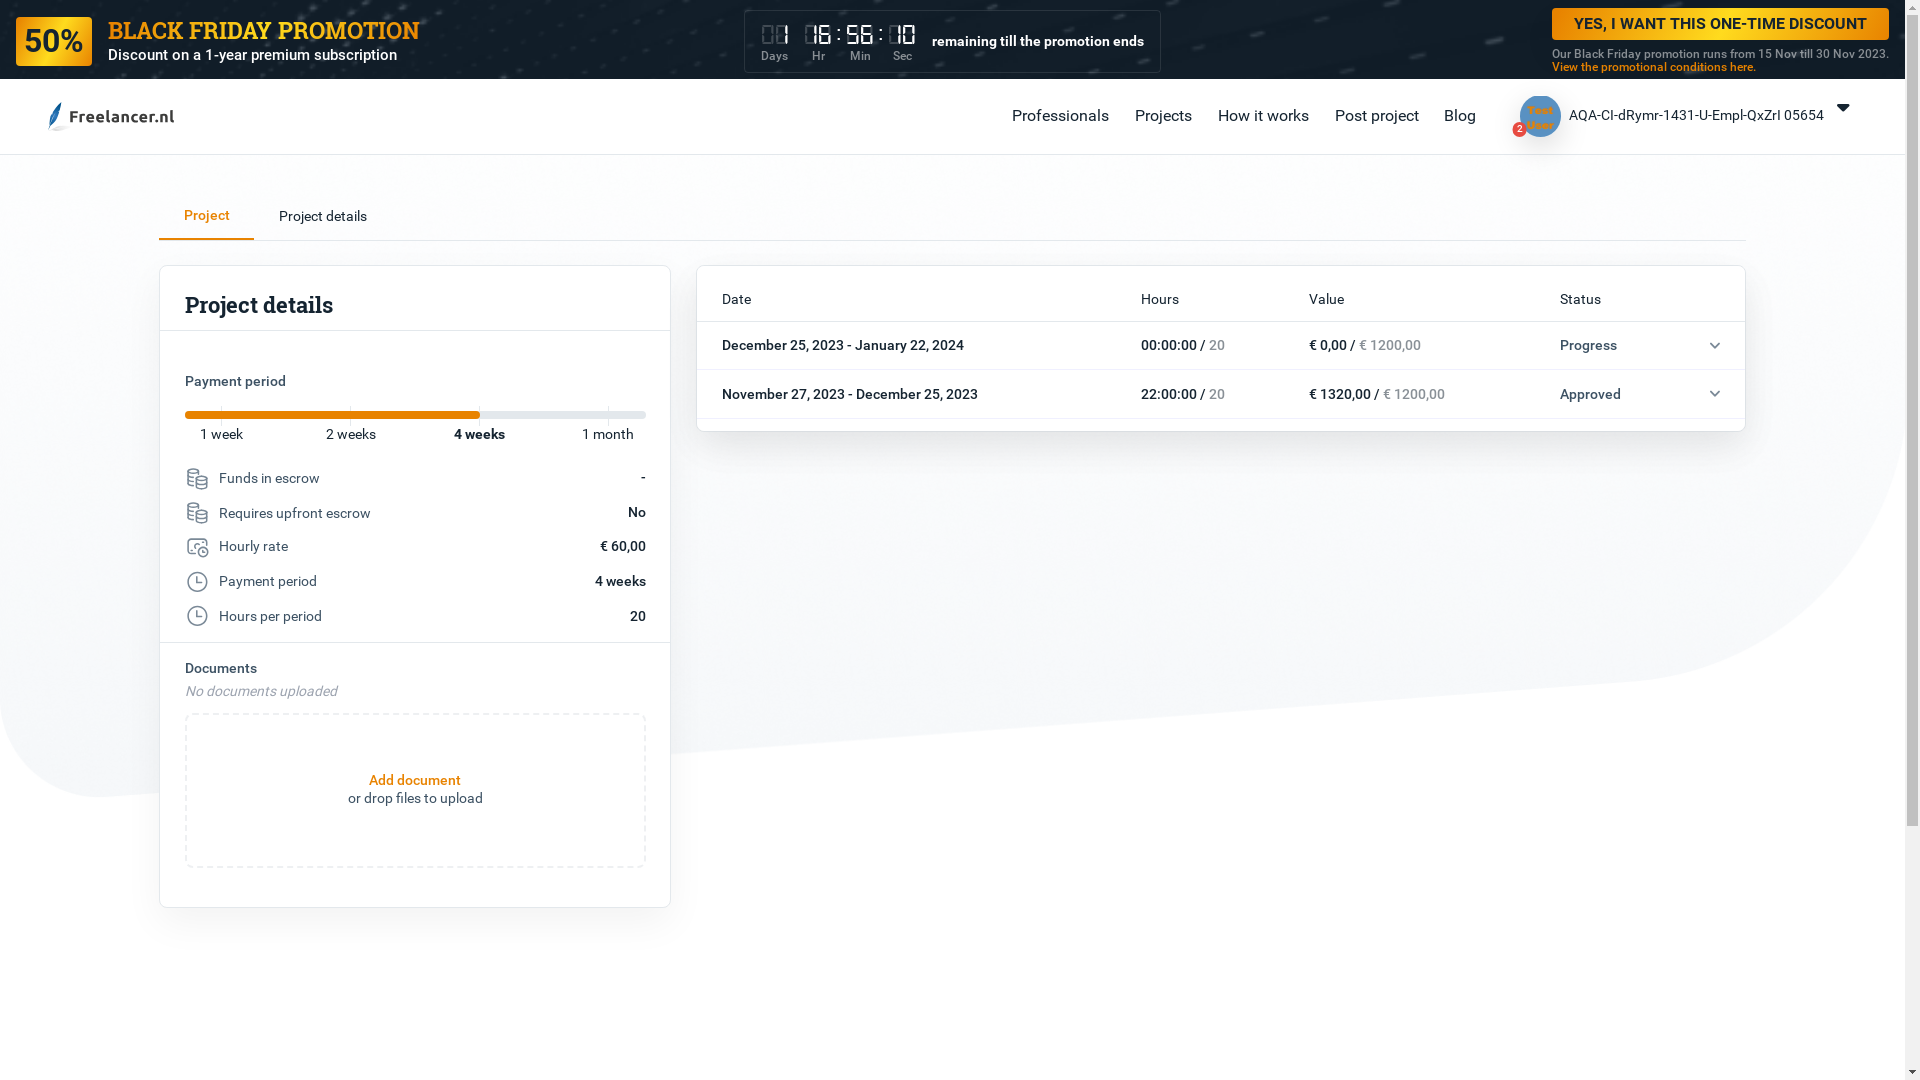 50%
BLACK FRIDAY PROMOTION
Discount on a 1-year premium subscription
1 16 : 56 : 10
Days Hr Min Sec
remaining till the promotion ends
YES, I WANT THIS ONE-TIME DISCOUNT
Our Black Friday promotion runs from 15 Nov till 30 Nov 2023.
View the promotional conditions here.
Freelancer.nl
Professionals
Projects
How it works
Post project
Blog
Test
User
2
AQA-CI-dRymr-1431-U-Empl-QxZrI 05654
Project
Project details
Project details
Payment period
1 week
2 weeks
4 weeks
1 month
Funds in escrow -
Requires upfront escrow No
Hourly rate € 60,00
Payment period 4 weeks
Hours per period 20
Documents
No documents uploaded
Add document
or drop files to upload
Date Hours Value Status
December 25, 2023 - January 22, 2024 00:00:00 / 20 € 0,00 / € 1200,00 Progress
November 27, 2023 - December 25, 2023 22:00:00 / 20 € 1320,00 / € 1200,00 Approved